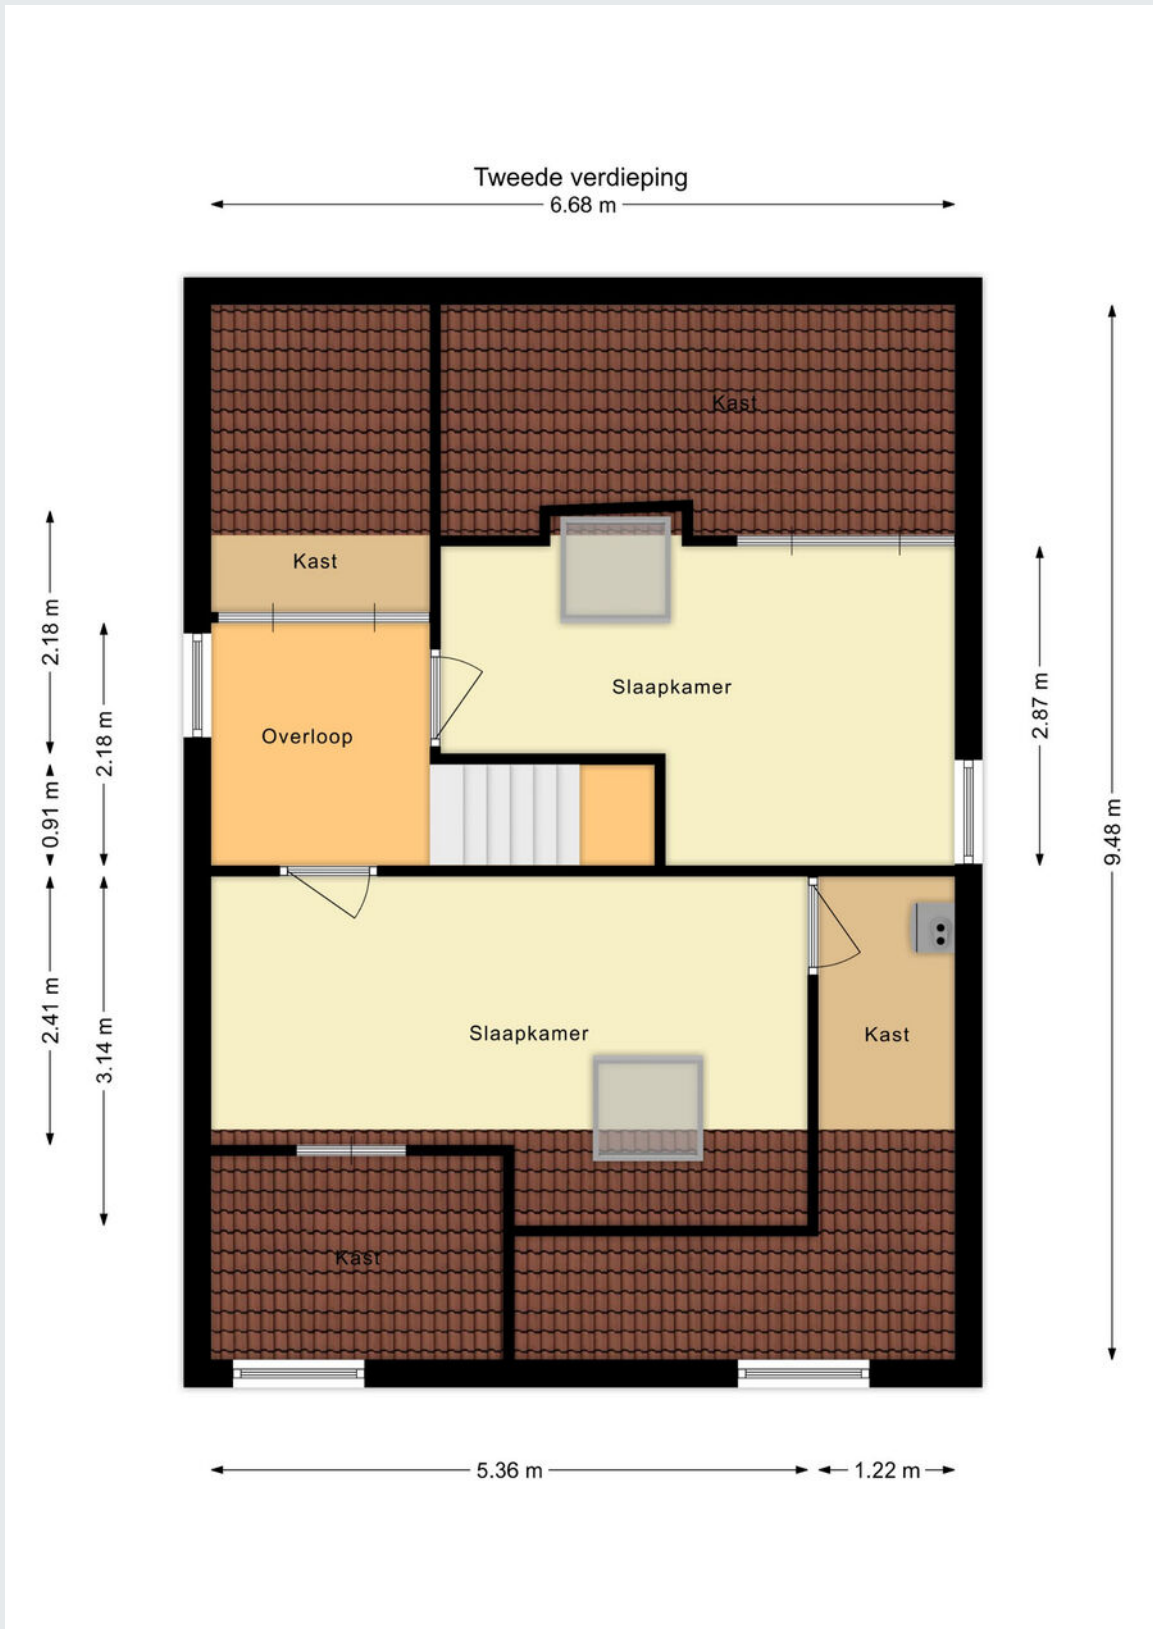 Tweede verdieping
6.68 m
Kast
Kast
2.18 m
Slaapkamer
2.87 m
Overloop
2.18 m
0.91 m
9.48 m
2.41 m
Slaapkamer
Kast
3.14 m
Kast
5.36 m
1.22 m